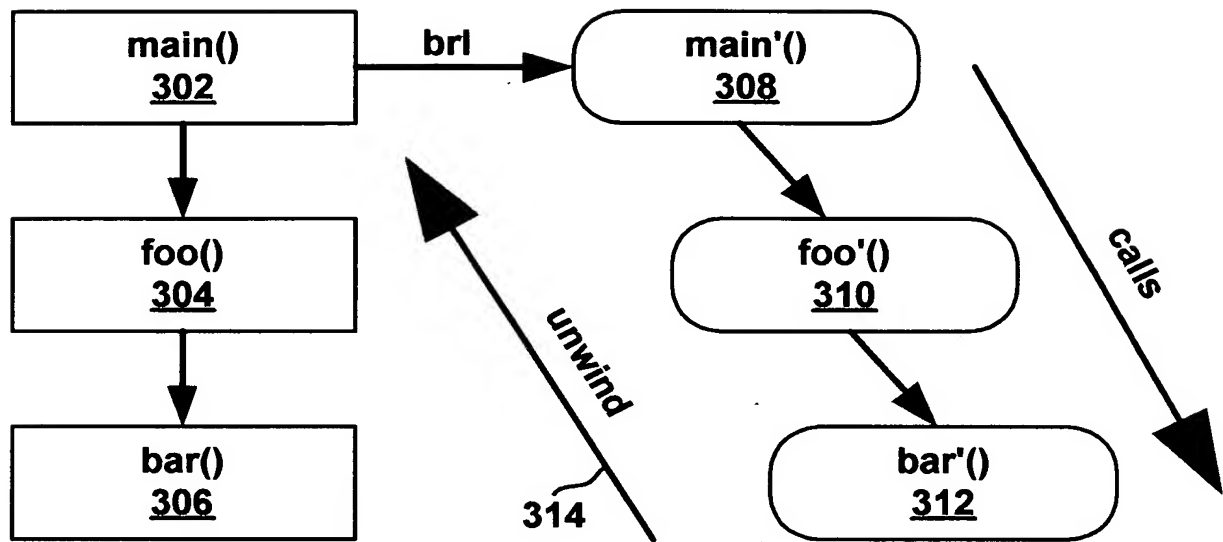 main()
302
brl
main'()
308
foo()
304
foo'()
310
calls
unwind
bar()
306
314
bar'()
312